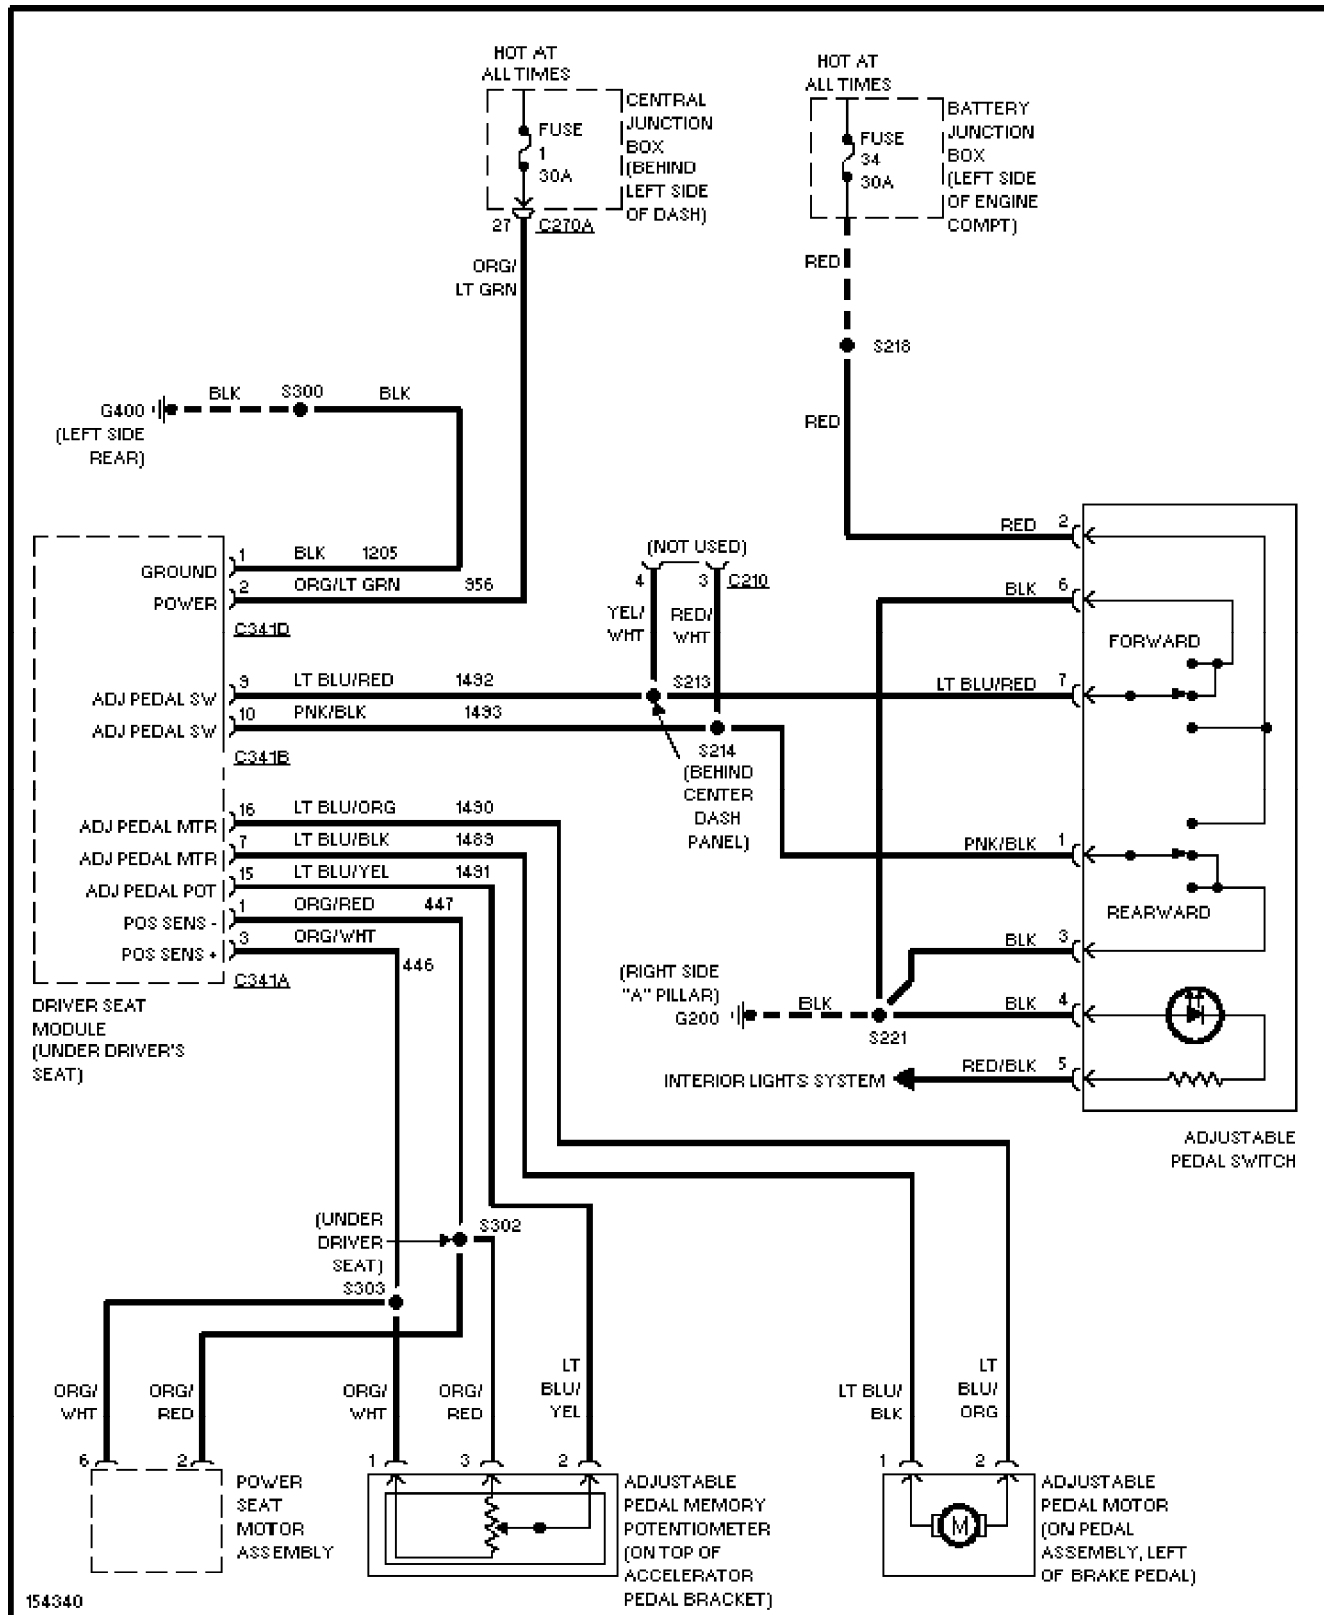 HOT AT
ALL TIMES
FUSE
1
30A
CENTRAL
JUNCTION
BOX
(BEHIND
LEFT SIDE
OF DASH)
27 C270A
ORG/
LT GRN
HOT AT
ALL TIMES
FUSE
34
30A
BATTERY
JUNCTION
BOX
(LEFT SIDE
OF ENGINE
COMPT)
RED
S218
RED
BLK S300 BLK
G400
(LEFT SIDE
REAR)
GROUND 1 BLK 1205
POWER 2 ORG/LT GRN 956
C341D
ADJ PEDAL SW 9 LT BLU/RED 1492
ADJ PEDAL SW 10 PNK/BLK 1493
C341B
ADJ PEDAL MTR 16 LT BLU/ORG 1490
ADJ PEDAL MTR 7 LT BLU/BLK 1489
ADJ PEDAL POT 15 LT BLU/YEL 1491
POS SENS - 1 ORG/RED 447
POS SENS + 3 ORG/WHT
446
C341A
DRIVER SEAT
MODULE
(UNDER DRIVER'S
SEAT)
(NOT USED)
4 3 C210
YEL/
WHT
RED/
WHT
S213
S214
(BEHIND
CENTER
DASH
PANEL)
RED 2
BLK 6
FORWARD
LT BLU/RED 7
PNK/BLK 1
REARWARD
BLK 3
(RIGHT SIDE
"A" PILLAR)
G200
BLK
S221
BLK 4
INTERIOR LIGHTS SYSTEM
RED/BLK 5
ADJUSTABLE
PEDAL SWITCH
(UNDER
DRIVER
SEAT)
S302
S303
ORG/
WHT
ORG/
RED
ORG/
WHT
ORG/
RED
LT
BLU/
YEL
LT BLU/
BLK
LT
BLU/
ORG
6 2
POWER
SEAT
MOTOR
ASSEMBLY
1 3 2
ADJUSTABLE
PEDAL MEMORY
POTENTIOMETER
(ON TOP OF
ACCELERATOR
PEDAL BRACKET)
1 2
M
ADJUSTABLE
PEDAL MOTOR
(ON PEDAL
ASSEMBLY, LEFT
OF BRAKE PEDAL)
154340